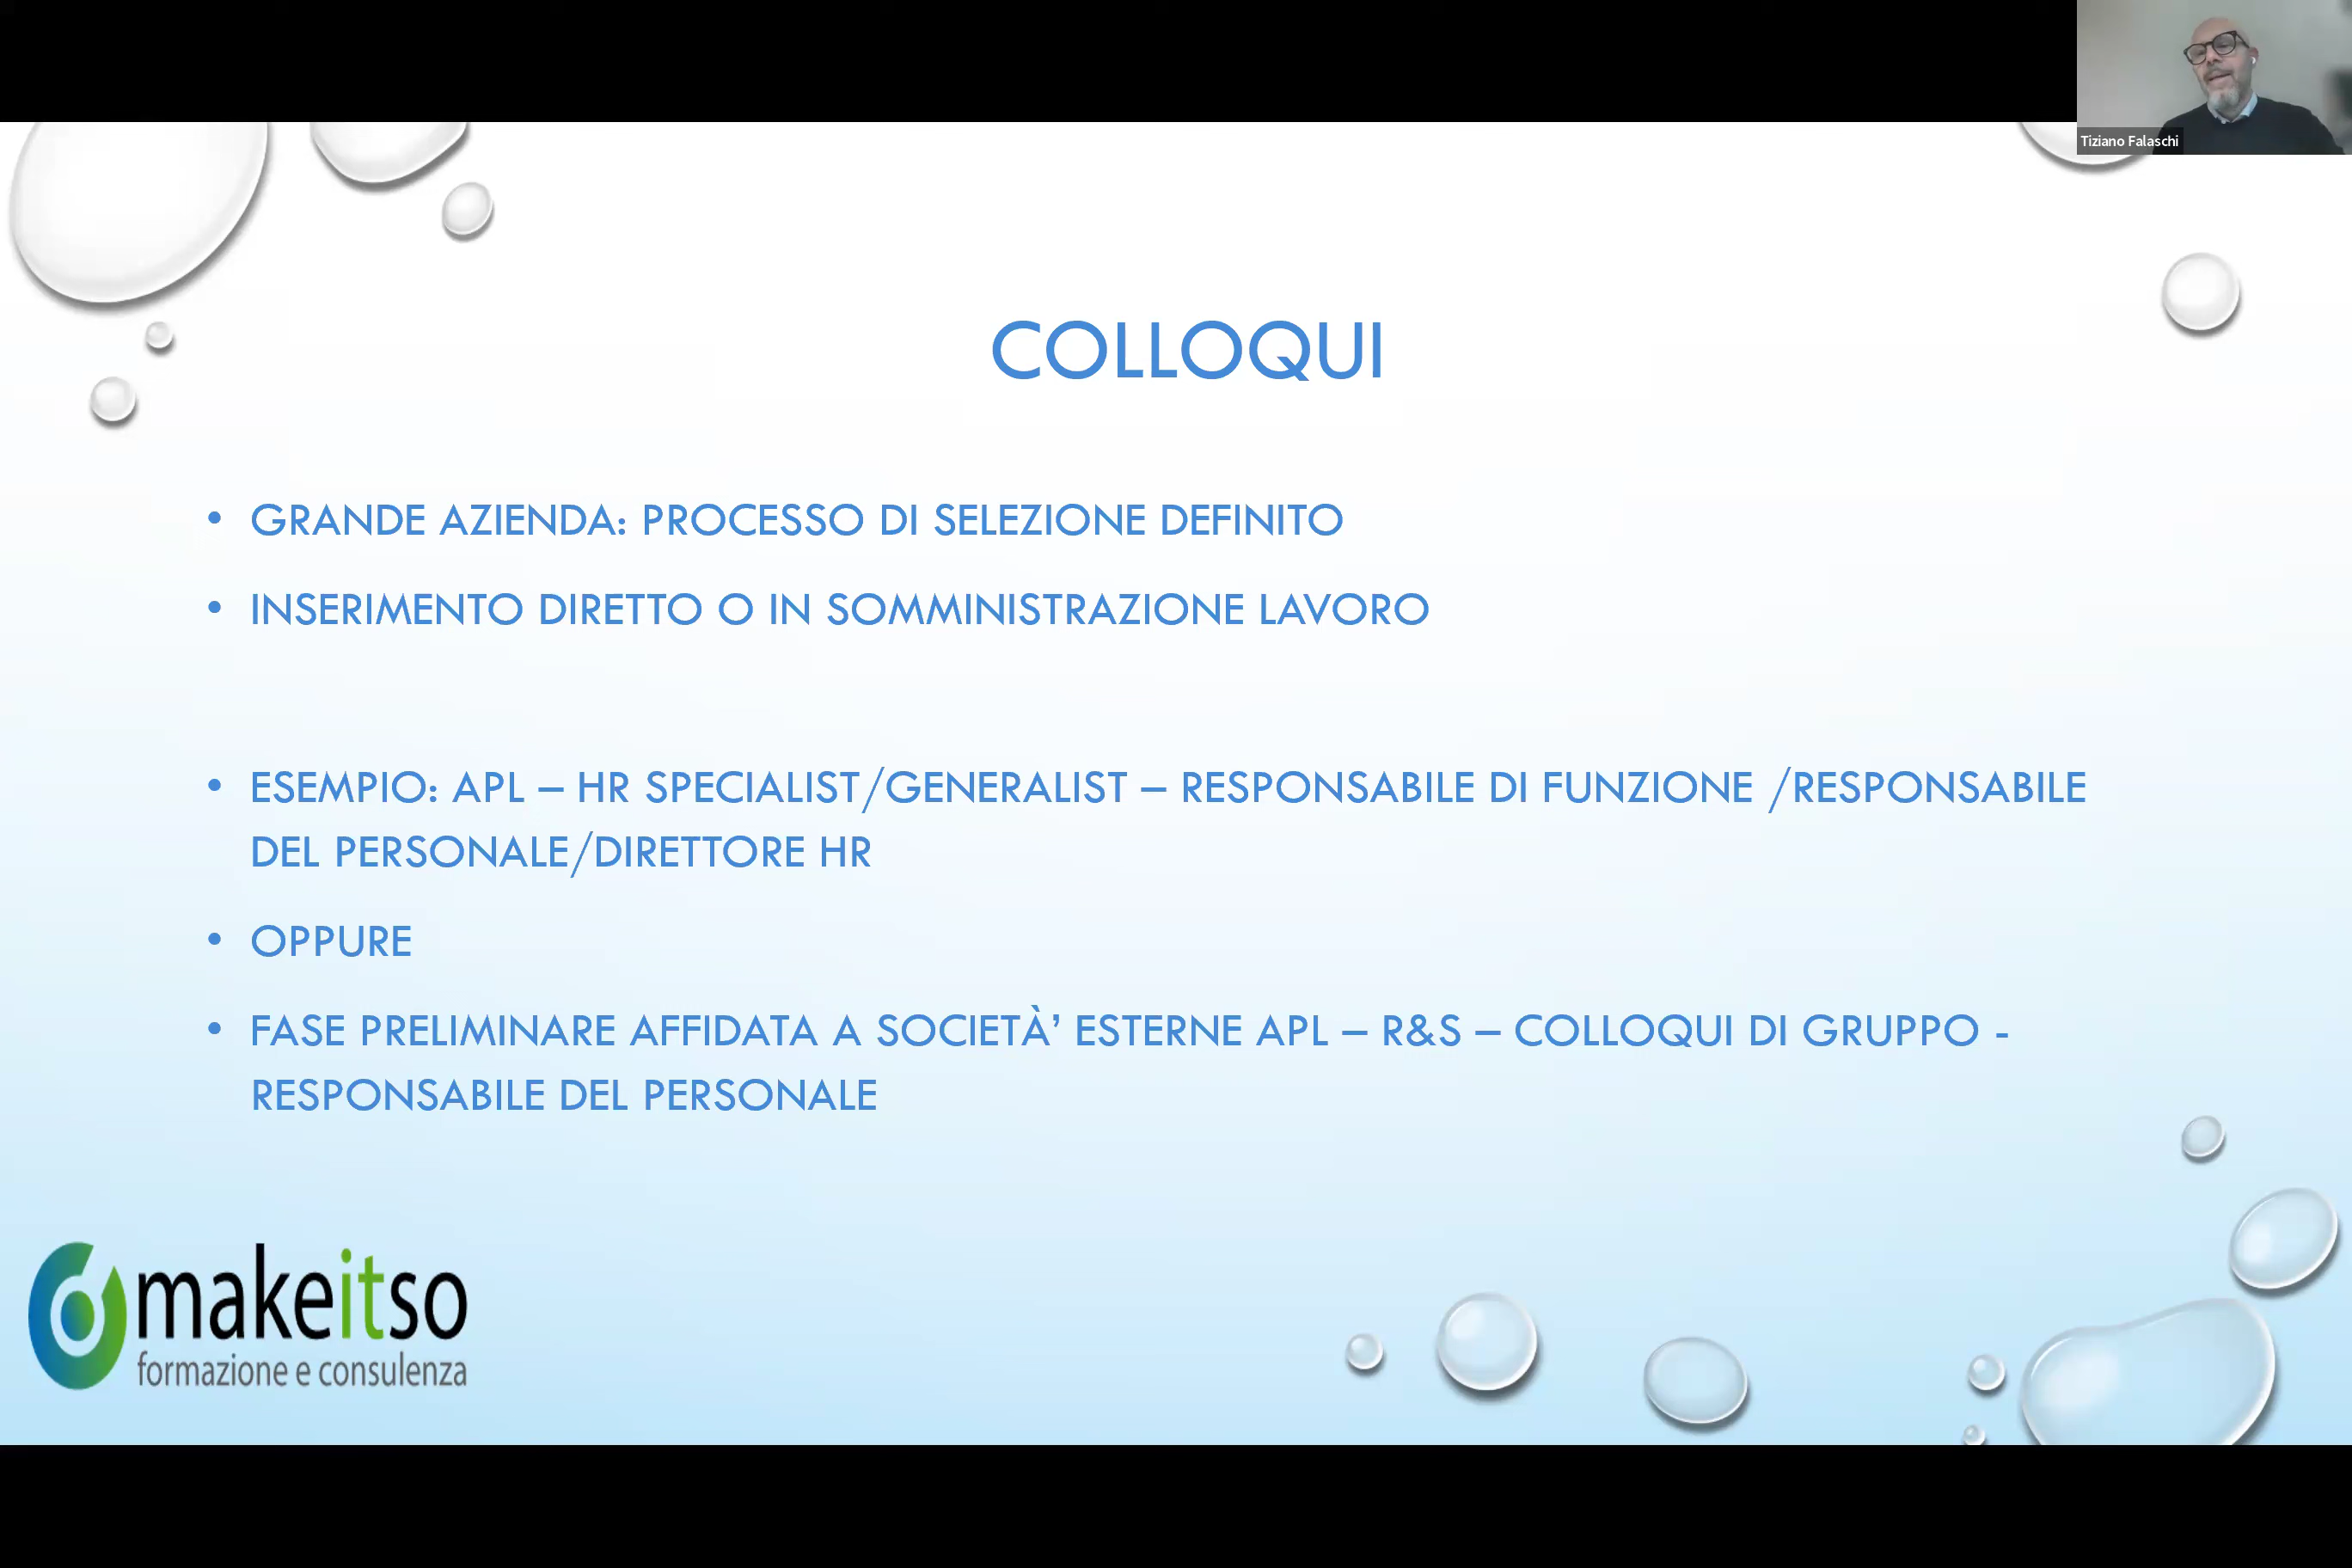 Tiziano Falaschi
COLLOQUI
• GRANDE AZIENDA: PROCESSO DI SELEZIONE DEFINITO
• INSERIMENTO DIRETTO O IN SOMMINISTRAZIONE LAVORO
• ESEMPIO: APL – HR SPECIALIST/GENERALIST – RESPONSABILE DI FUNZIONE /RESPONSABILE
DEL PERSONALE/DIRETTORE HR
• OPPURE
• FASE PRELIMINARE AFFIDATA A SOCIETÀ’ ESTERNE APL – R&S – COLLOQUI DI GRUPPO -
RESPONSABILE DEL PERSONALE
makeitso
formazione e consulenza